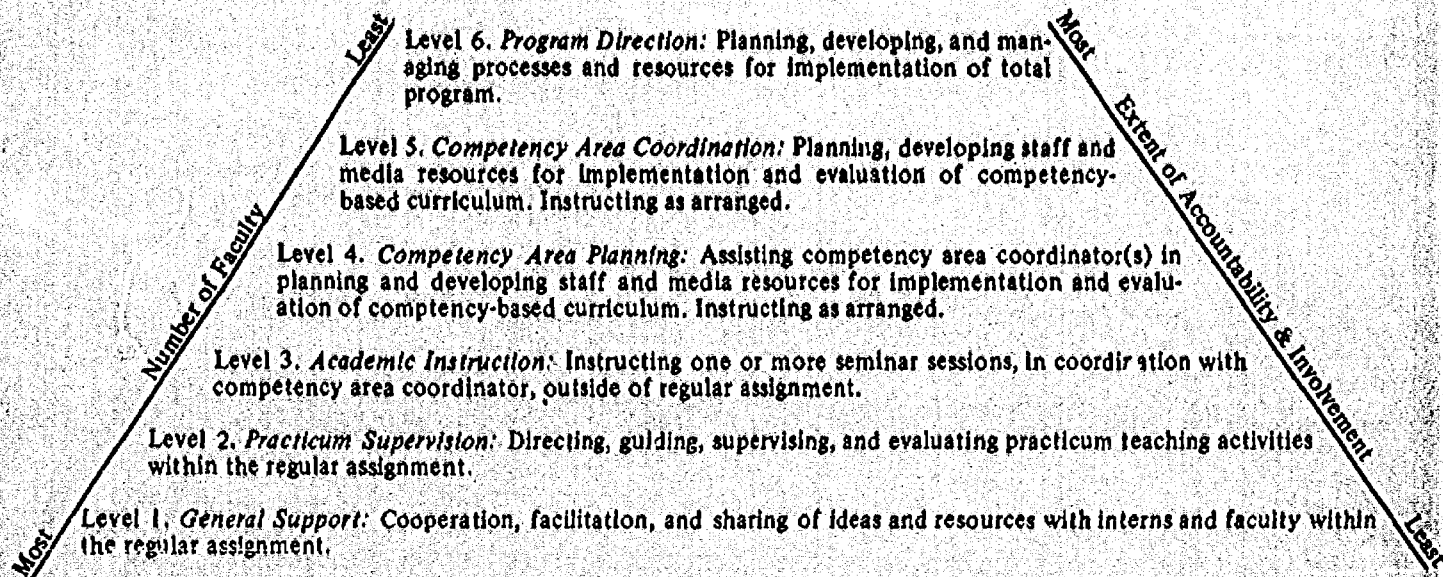 Least
Most
Level 6. Program Direction: Planning, developing, and man-
aging processes and resources for implementation of total
program.
Level 5. Competency Area Coordination: Planning, developing staff and
media resources for implementation and evaluation of competency-
based curriculum. Instructing as arranged.
Number of Faculty
Extent of Accountability & Involvement
Level 4. Competency Area Planning: Assisting competency area coordinator(s) in
planning and developing staff and media resources for implementation and evalu-
ation of comptency-based curriculum. Instructing as arranged.
Level 3. Academic Instruction: Instructing one or more seminar sessions, in coordination with
competency area coordinator, outside of regular assignment.
Level 2. Practicum Supervision: Directing, guiding, supervising, and evaluating practicum teaching activities
within the regular assignment.
Level 1. General Support: Cooperation, facilitation, and sharing of ideas and resources with interns and faculty within
the regular assignment.
Most
Least